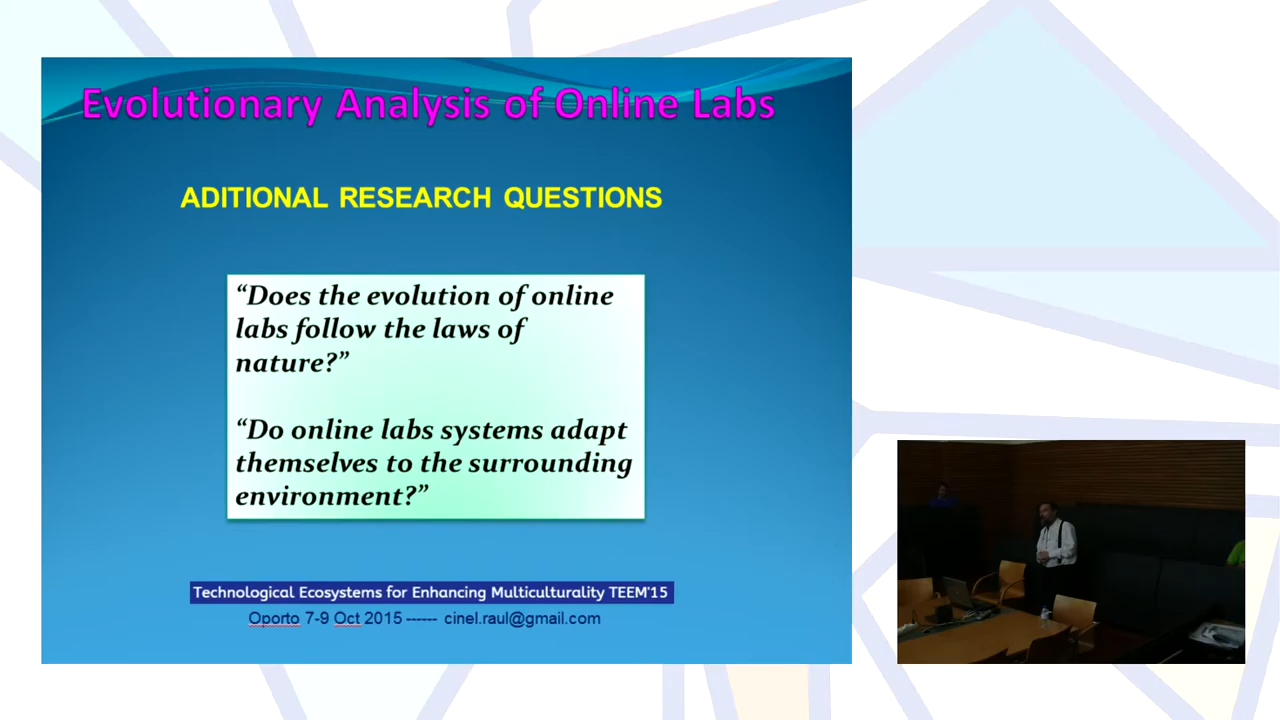 Evolutionary Analysis of Online Labs
ADITIONAL RESEARCH QUESTIONS
“Does the evolution of online
labs follow the laws of
nature?”
“Do online labs systems adapt
themselves to the surrounding
environment?”
Technological Ecosystems for Enhancing Multiculturality TEEM'15
Oporto 7-9 Oct 2015 ------ cinel.raul@gmail.com